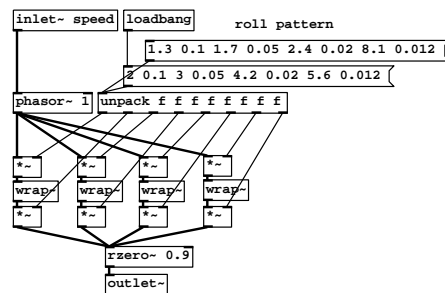 inlet~ speed loadbang
roll pattern
1.3 0.1 1.7 0.05 2.4 0.02 8.1 0.012
2 0.1 3 0.05 4.2 0.02 5.6 0.012
phasor~ 1 unpack f f f f f f f f
*~ *~ *~ *~
wrap~ wrap~ wrap~ wrap~
*~ *~ *~ *~
rzero~ 0.9
outlet~